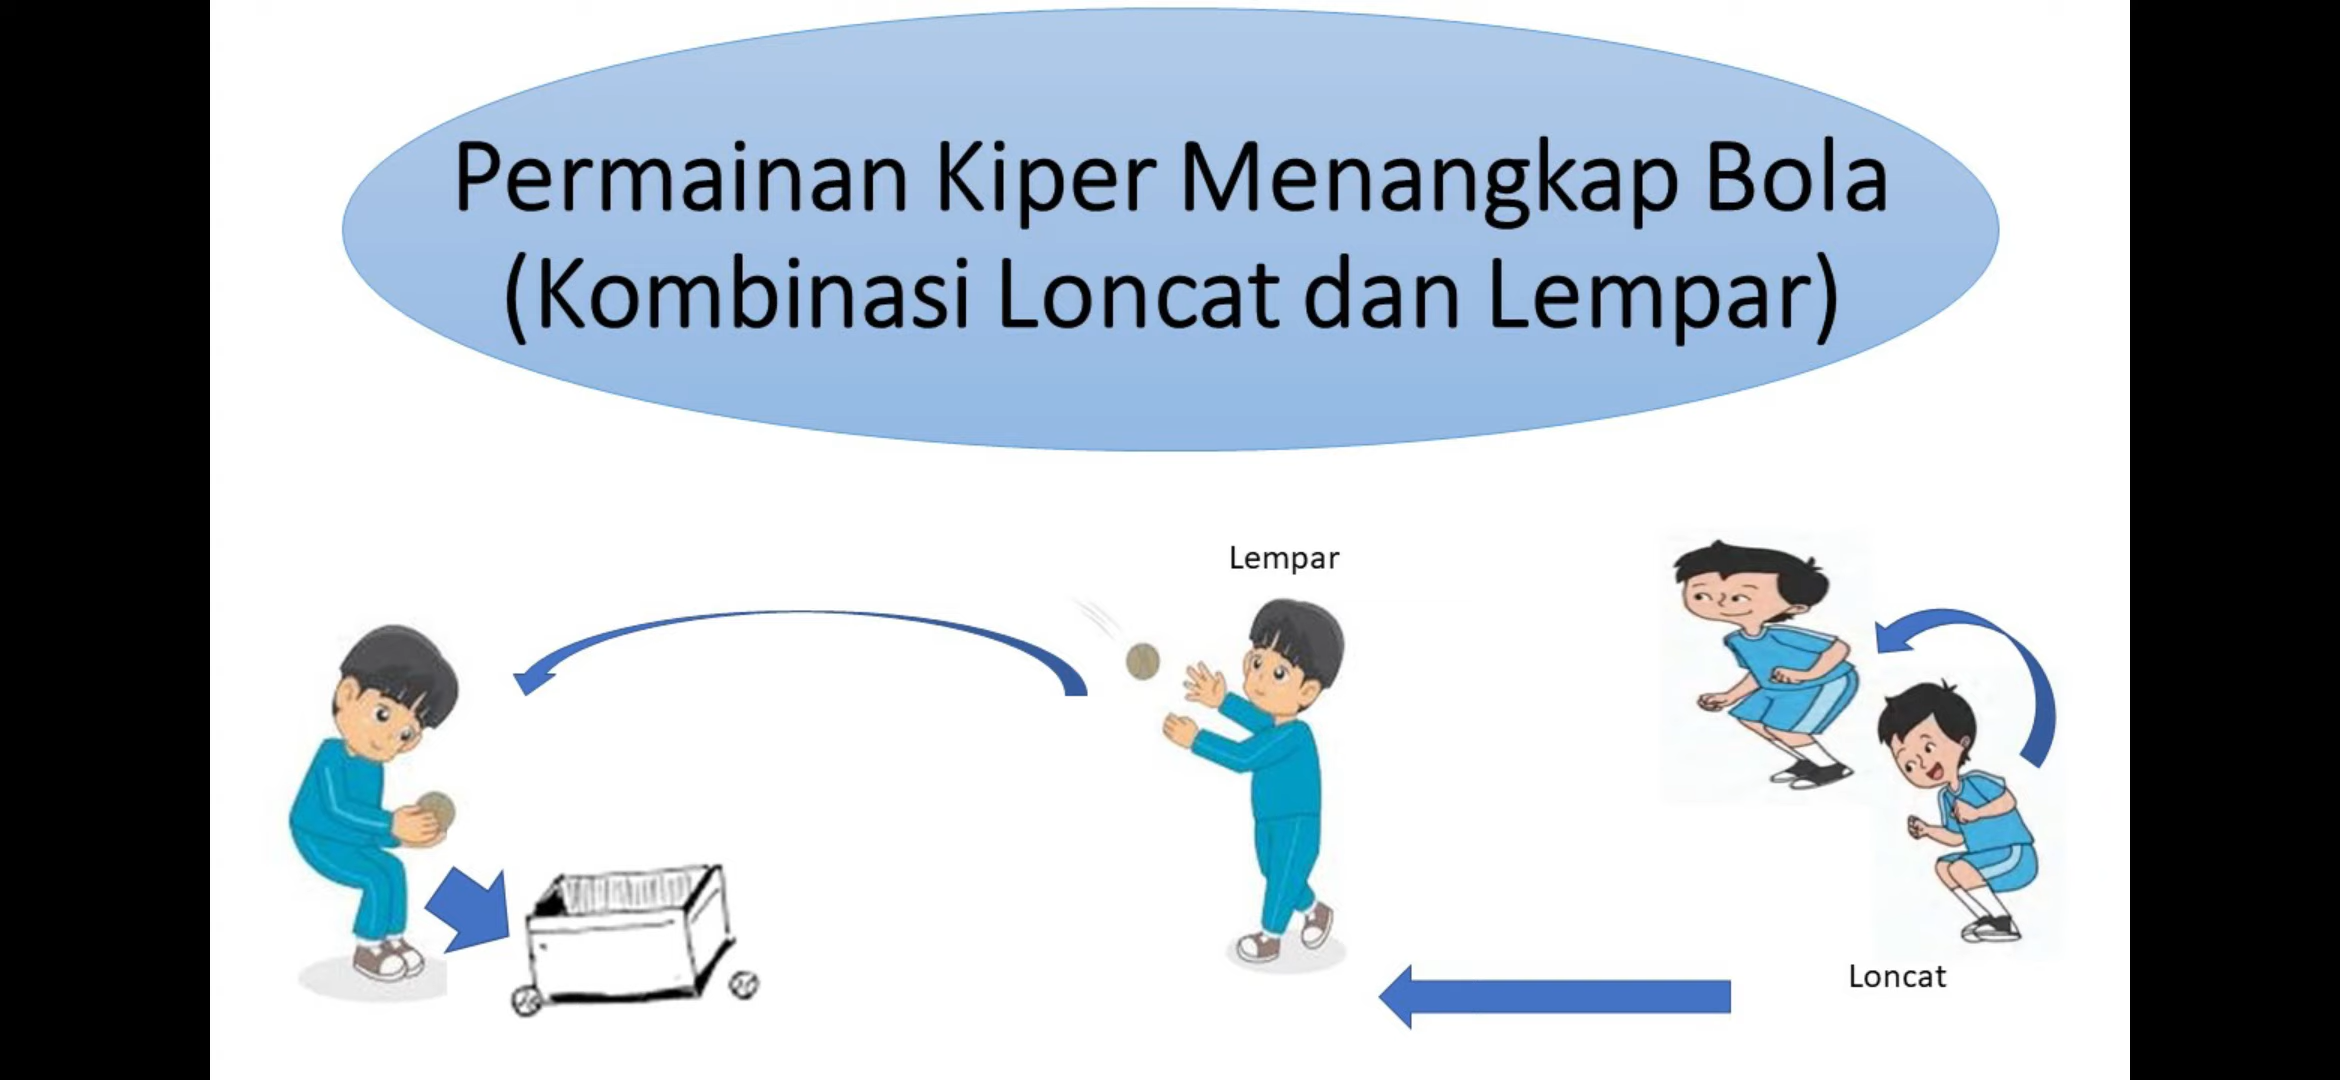 Permainan Kiper Menangkap Bola
(Kombinasi Loncat dan Lempar)
Lempar
Loncat